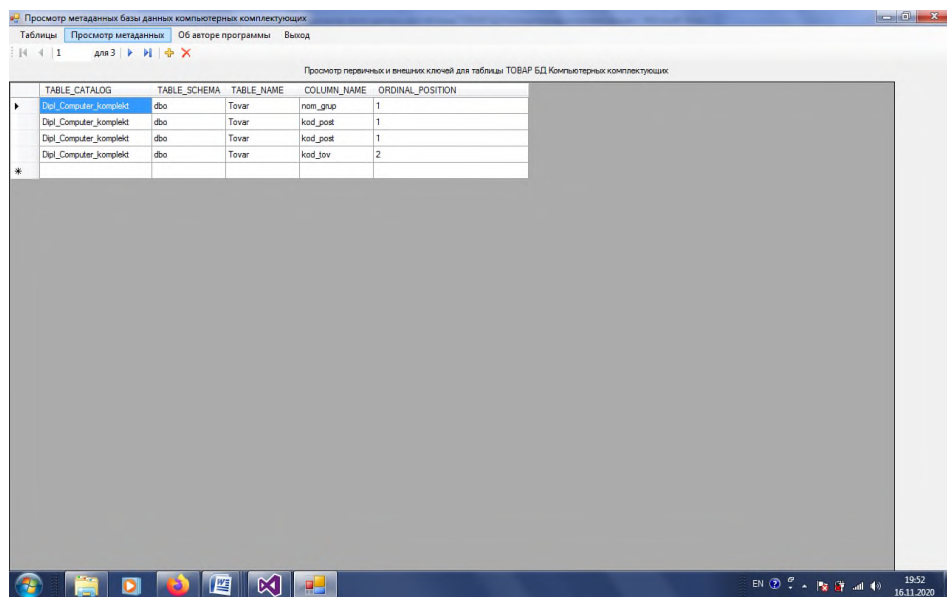 Просмотр метаданных базы данных компьютерных комплектующих
Таблицы Просмотр метаданных Об авторе программы Выход
1 для 3
Просмотр первичных и внешних ключей для таблицы ТОВАР БД Компьютерных комплектующих
TABLE_CATALOG TABLE_SCHEMA TABLE_NAME COLUMN_NAME ORDINAL_POSITION
Dipl_Computer_komplekt dbo Tovar nom_grup 1
Dipl_Computer_komplekt dbo Tovar kod_post 1
Dipl_Computer_komplekt dbo Tovar kod_post 1
Dipl_Computer_komplekt dbo Tovar kod_tov 2
EN 19:52
16.11.2020